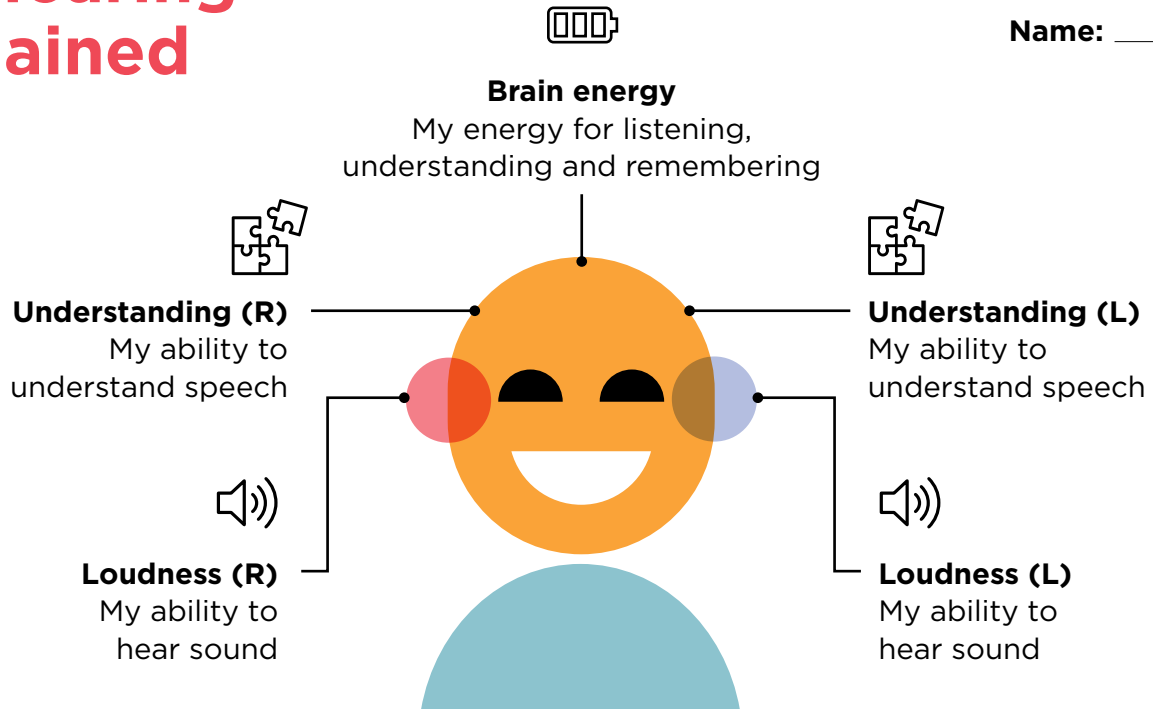 ained
Name: __
Brain energy
My energy for listening,
understanding and remembering
Understanding (R)
My ability to
understand speech
Understanding (L)
My ability to
understand speech
Loudness (R)
My ability to
hear sound
Loudness (L)
My ability to
hear sound